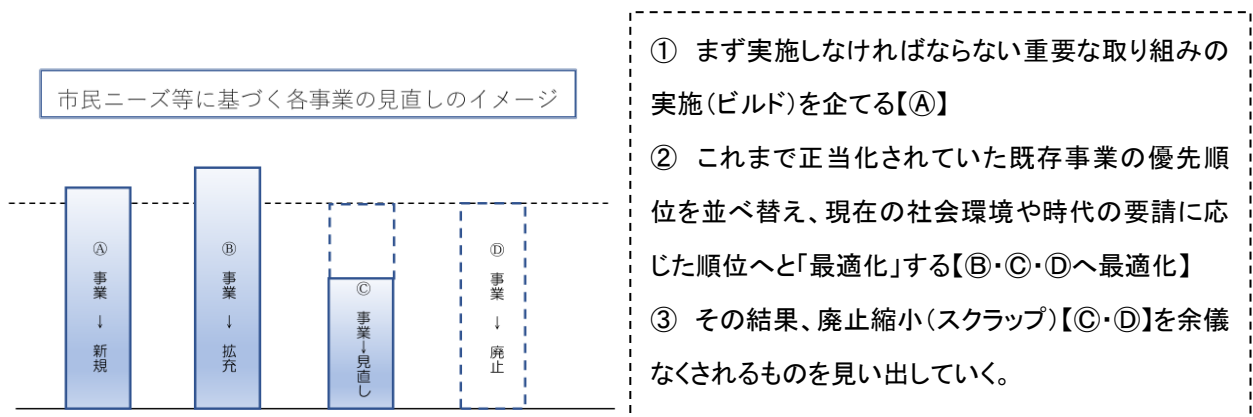 市民ニーズ等に基づく各事業の見直しのイメージ
Ⓐ 事業 → 新規
Ⓑ 事業 → 拡充
Ⓒ 事業→見直し
Ⓓ 事業 → 廃止
① まず実施しなければならない重要な取り組みの
実施(ビルド)を企てる【Ⓐ】
② これまで正当化されていた既存事業の優先順
位を並べ替え、現在の社会環境や時代の要請に応
じた順位へと「最適化」する【Ⓑ・Ⓒ・Ⓓへ最適化】
③ その結果、廃止縮小(スクラップ)【Ⓒ・Ⓓ】を余儀
なくされるものを見い出していく。